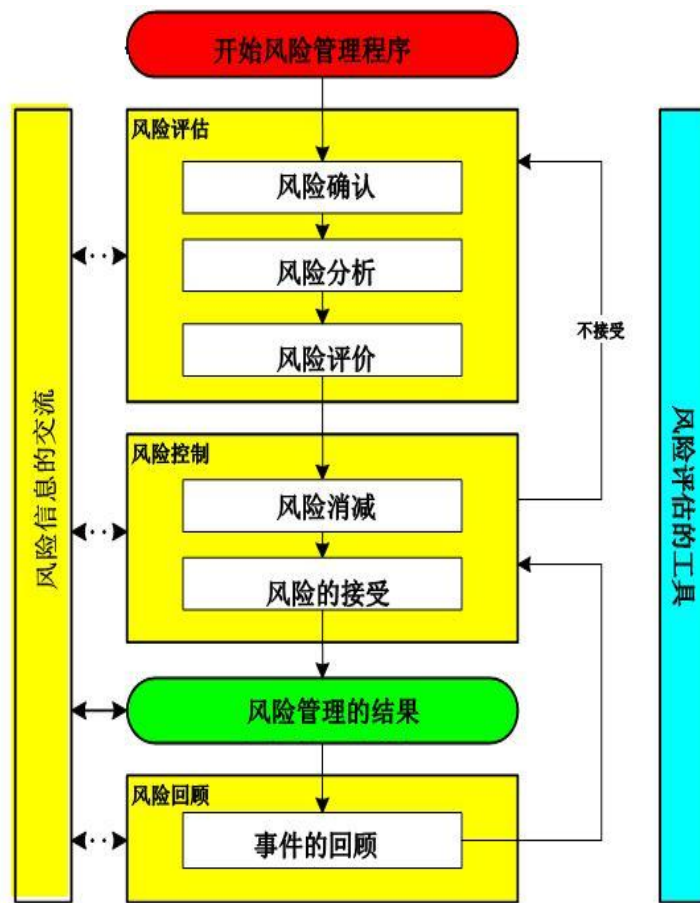 开始风险管理程序
风险评估
风险确认
风险分析
风险评价
不接受
风险控制
风险消减
风险的接受
风险管理的结果
风险回顾
事件的回顾
风险信息的交流
风险评估的工具